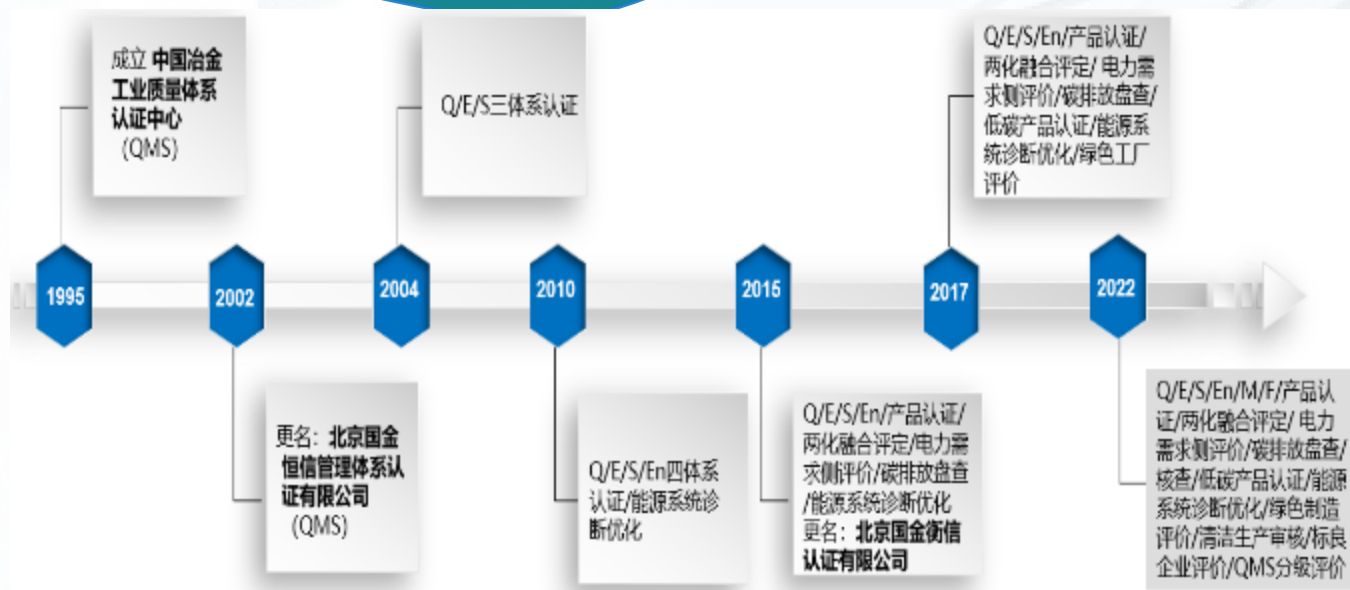 成立 中国冶金
工业质量体系
认证中心
(QMS)
Q/E/S三体系认证
Q/E/S/En/产品认证/
两化融合评定/ 电力需
求侧评价/碳排放盘查/
低碳产品认证/能源系
统诊断优化/绿色工厂
评价
1995
2002
2004
2010
2015
2017
2022
更名：北京国金
恒信管理体系认
证有限公司
(QMS)
Q/E/S/En四体系
认证/能源系统诊
断优化
Q/E/S/En/产品认证/
两化融合评定/电力需
求侧评价/碳排放盘查
/能源系统诊断优化
更名：北京国金衡信
认证有限公司
Q/E/S/En/M/F/产品认
证/两化融合评定/ 电力
需求侧评价/碳排放盘查/
核查/低碳产品认证/能源
系统诊断优化/绿色制造
评价/清洁生产审核/标良
企业评价/QMS分级评价